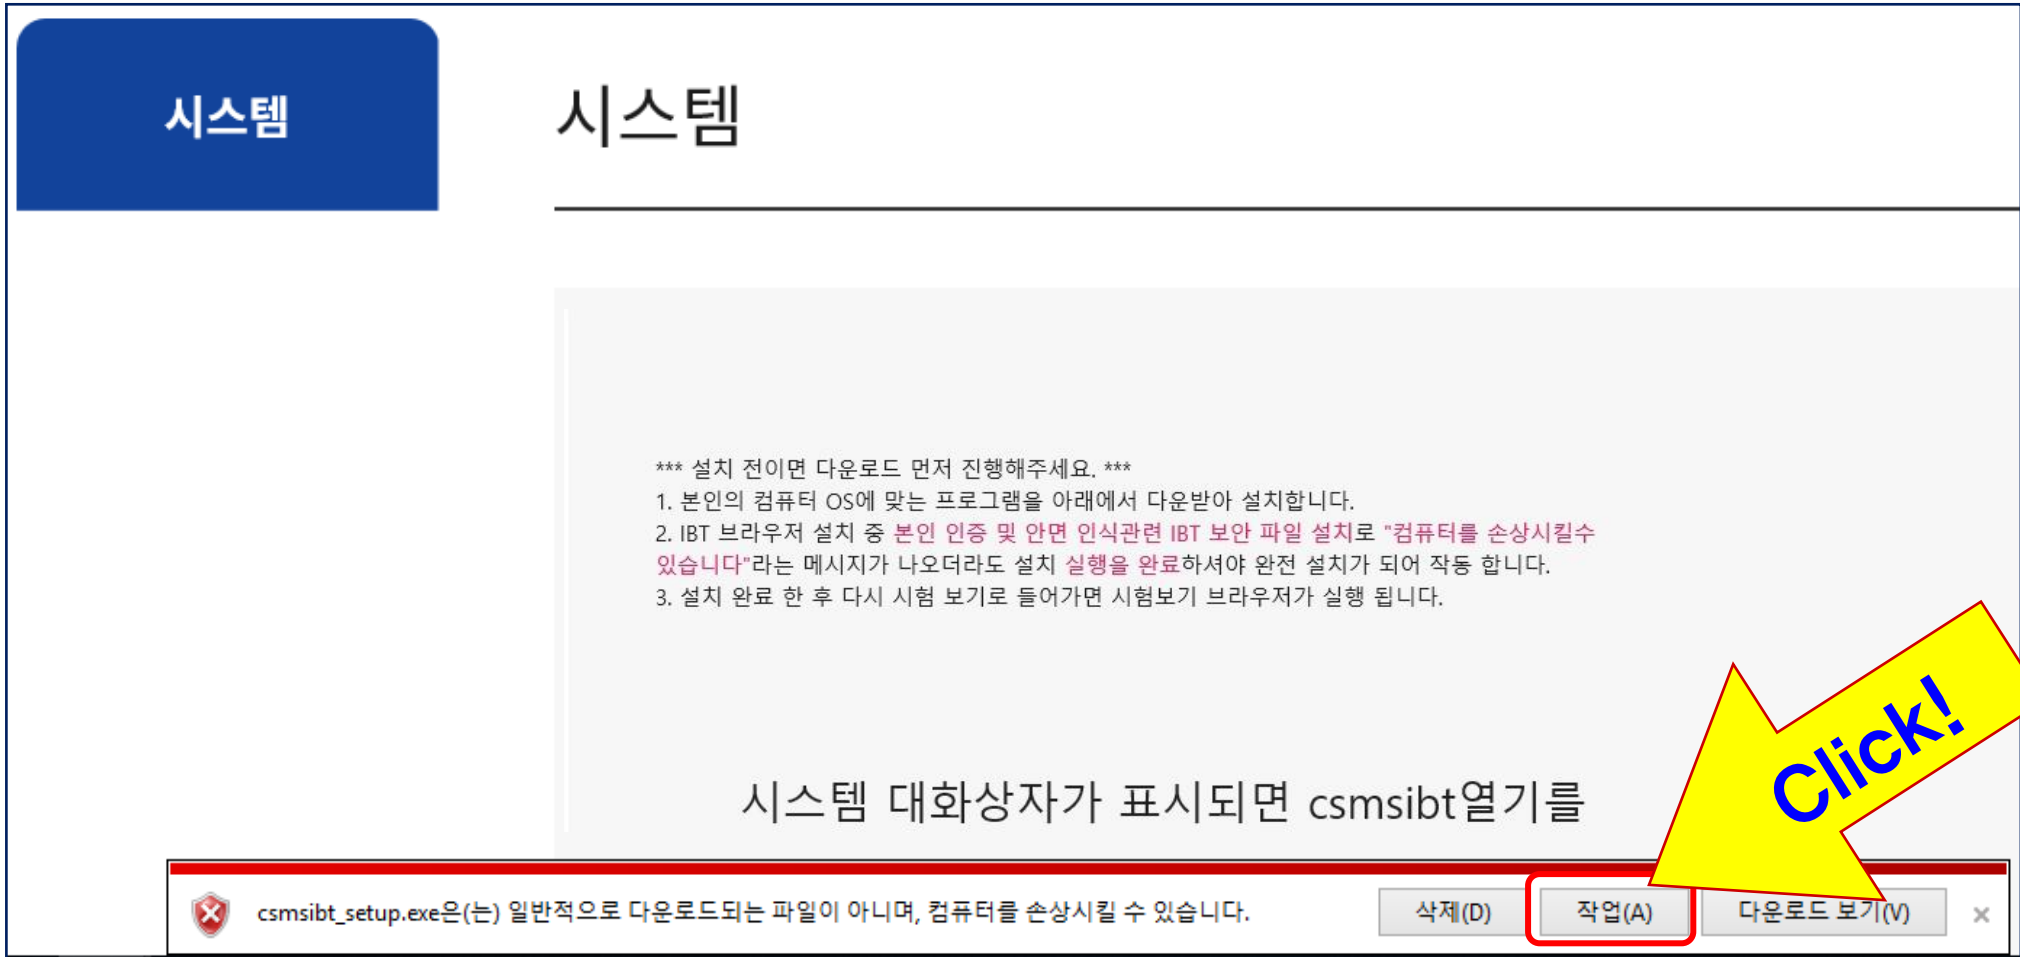 시스템
시스템
*** 설치 전이면 다운로드 먼저 진행해주세요. ***
1. 본인의 컴퓨터 OS에 맞는 프로그램을 아래에서 다운받아 설치합니다.
2. IBT 브라우저 설치 중 본인 인증 및 안면 인식관련 IBT 보안 파일 설치로 "컴퓨터를 손상시킬수
있습니다"라는 메시지가 나오더라도 설치 실행을 완료하셔야 완전 설치가 되어 작동 합니다.
3. 설치 완료 한 후 다시 시험 보기로 들어가면 시험보기 브라우저가 실행 됩니다.
Click!
시스템 대화상자가 표시되면 csmsibt열기를
csmsibt_setup.exe은(는) 일반적으로 다운로드되는 파일이 아니며, 컴퓨터를 손상시킬 수 있습니다. 삭제(D) 작업(A) 다운로드 보기(V) ×